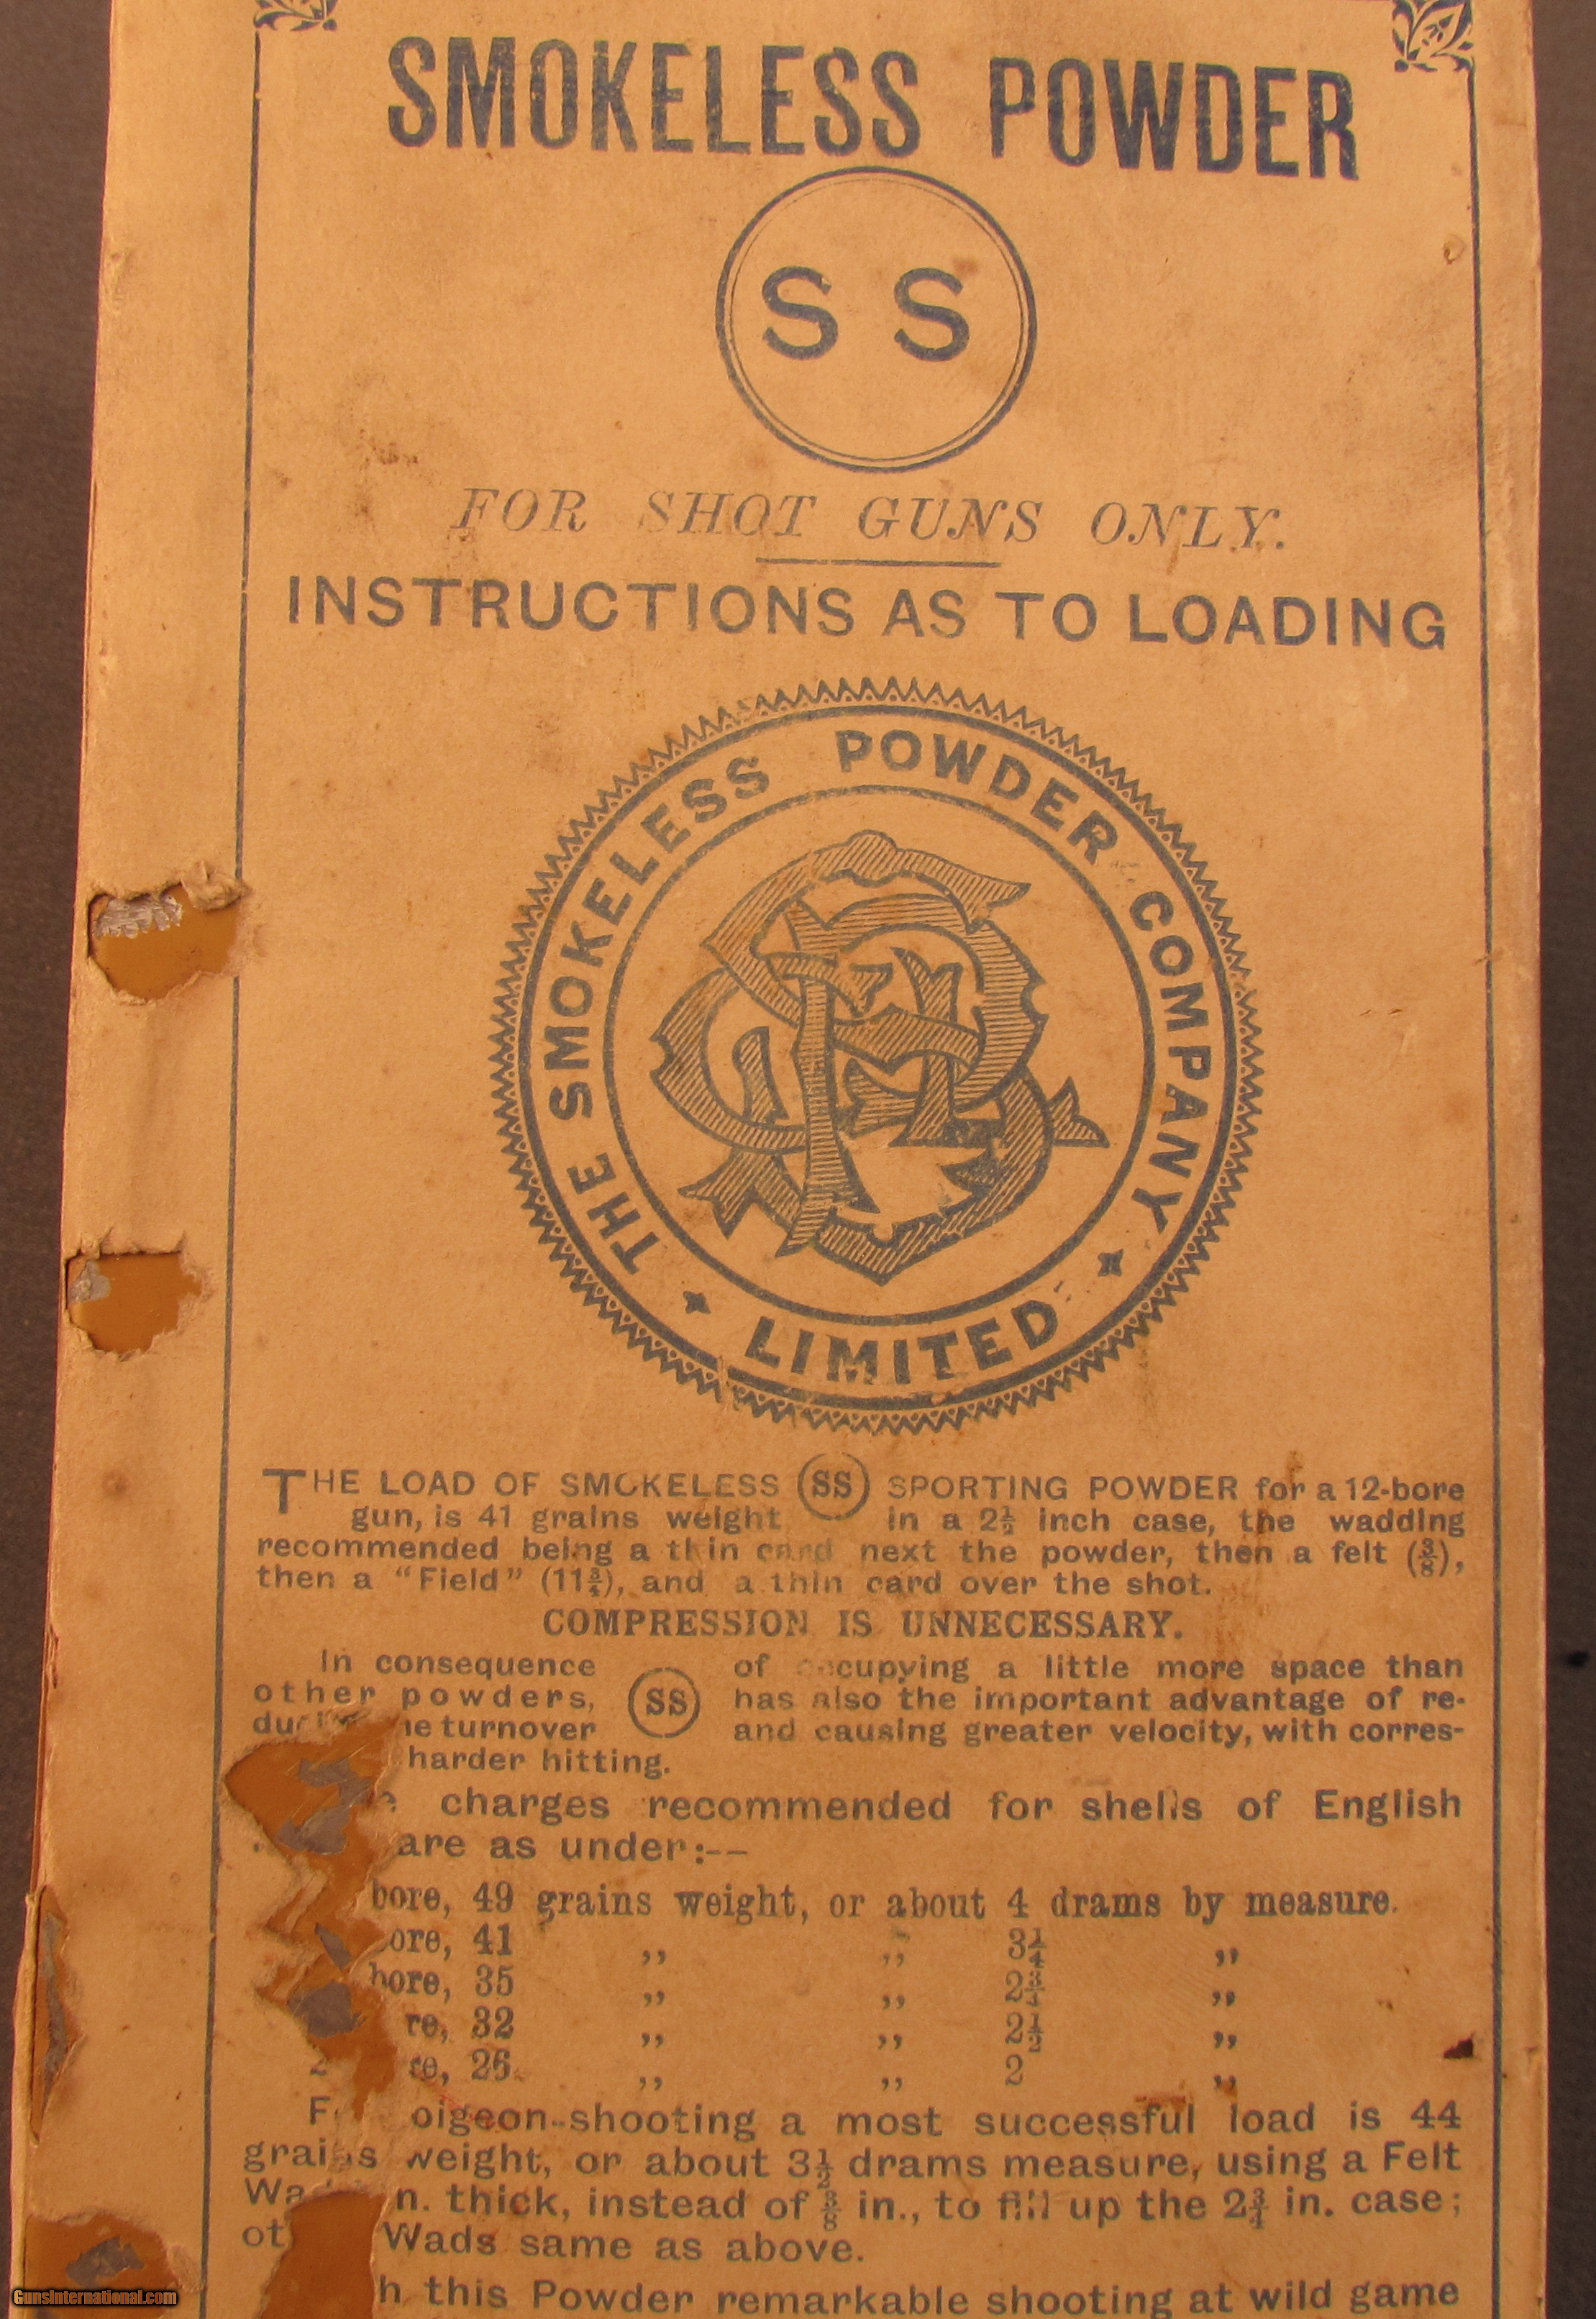 SMOKELESS POWDER
S S
FOR SHOT GUNS ONLY.
INSTRUCTIONS AS TO LOADING
THE SMOKELESS POWDER COMPANY
LIMITED
THE LOAD OF SMOKELESS SS SPORTING POWDER for a 12-bore
gun, is 41 grains weight in a 2½ inch case, the wadding
recommended being a thin card next the powder, then a felt (⅜),
then a "Field" (11¾), and a thin card over the shot.
COMPRESSION IS UNNECESSARY.
In consequence of occupying a little more space than
other powders, SS has also the important advantage of re-
turnover and causing greater velocity, with corres-
harder hitting.
charges recommended for shells of English
are as under:--
bore, 49 grains weight, or about 4 drams by measure.
41 ,, ,, 3¼ ,,
bore, 35 ,, ,, 2¾ ,,
32 ,, ,, 2½ ,,
26 ,, ,, 2 ,,
pigeon-shooting a most successful load is 44
grains weight, or about 3½ drams measure, using a Felt
thick, instead of ⅜ in., to fill up the 2¾ in. case;
Wads same as above.
this Powder remarkable shooting at wild game
GunsInternational.com